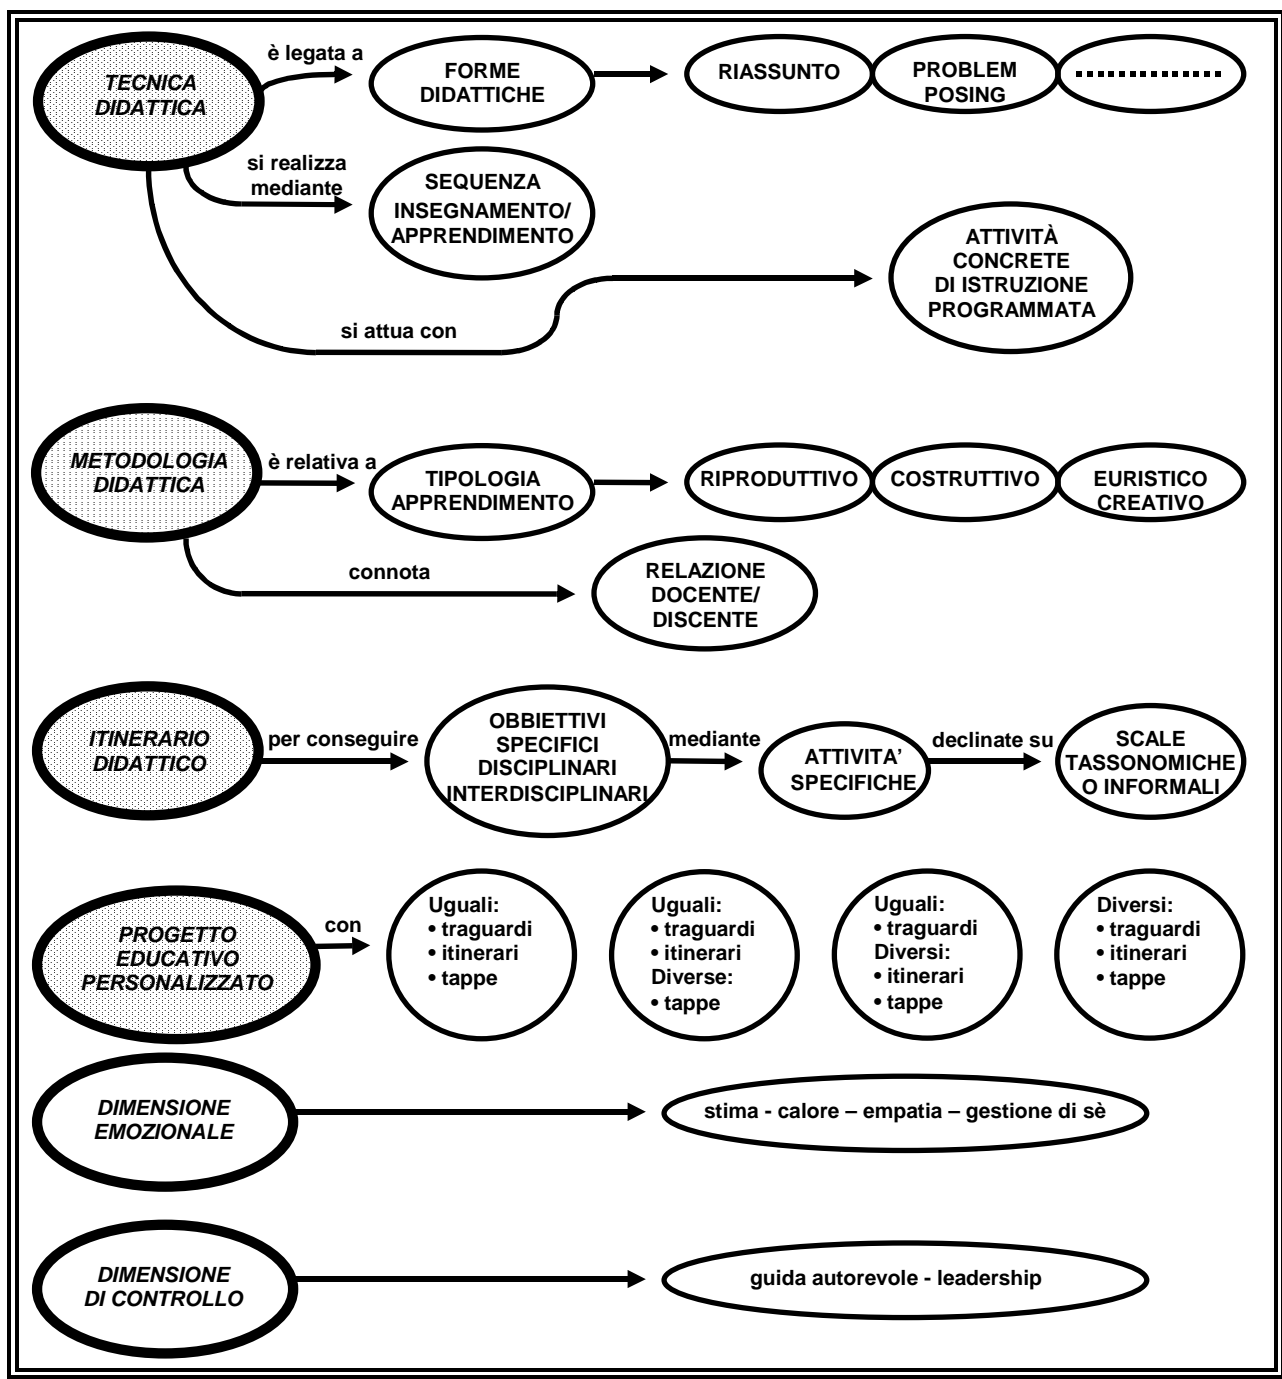 è legata a
TECNICA
DIDATTICA
FORME
DIDATTICHE
RIASSUNTO
PROBLEM
POSING
si realizza
mediante
SEQUENZA
INSEGNAMENTO/
APPRENDIMENTO
si attua con
ATTIVITÀ
CONCRETE
DI ISTRUZIONE
PROGRAMMATA
METODOLOGIA
DIDATTICA
è relativa a
TIPOLOGIA
APPRENDIMENTO
RIPRODUTTIVO
COSTRUTTIVO
EURISTICO
CREATIVO
connota
RELAZIONE
DOCENTE/
DISCENTE
ITINERARIO
DIDATTICO
per conseguire
OBBIETTIVI
SPECIFICI
DISCIPLINARI
INTERDISCIPLINARI
mediante
ATTIVITA’
SPECIFICHE
declinate su
SCALE
TASSONOMICHE
O INFORMALI
PROGETTO
EDUCATIVO
PERSONALIZZATO
con
Uguali:
• traguardi
• itinerari
• tappe
Uguali:
• traguardi
• itinerari
Diverse:
• tappe
Uguali:
• traguardi
Diversi:
• itinerari
• tappe
Diversi:
• traguardi
• itinerari
• tappe
DIMENSIONE
EMOZIONALE
stima - calore – empatia – gestione di sè
DIMENSIONE
DI CONTROLLO
guida autorevole - leadership